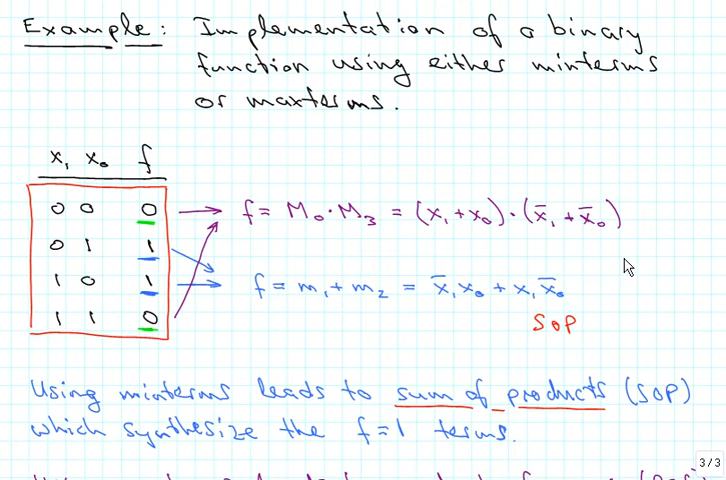 Example: Implementation of a binary
function using either minterms
or maxterms.
x₁ x₀ f
0 0 0
f = M₀ · M₃ = (x₁ + x₀) · (x̄₁ + x̄₀)
0 1 1
1 0 1
f = m₁ + m₂ = x̄₁x₀ + x₁x̄₀
1 1 0
SOP
Using minterms leads to sum of products (SOP)
which synthesize the f=1 terms.
3/3